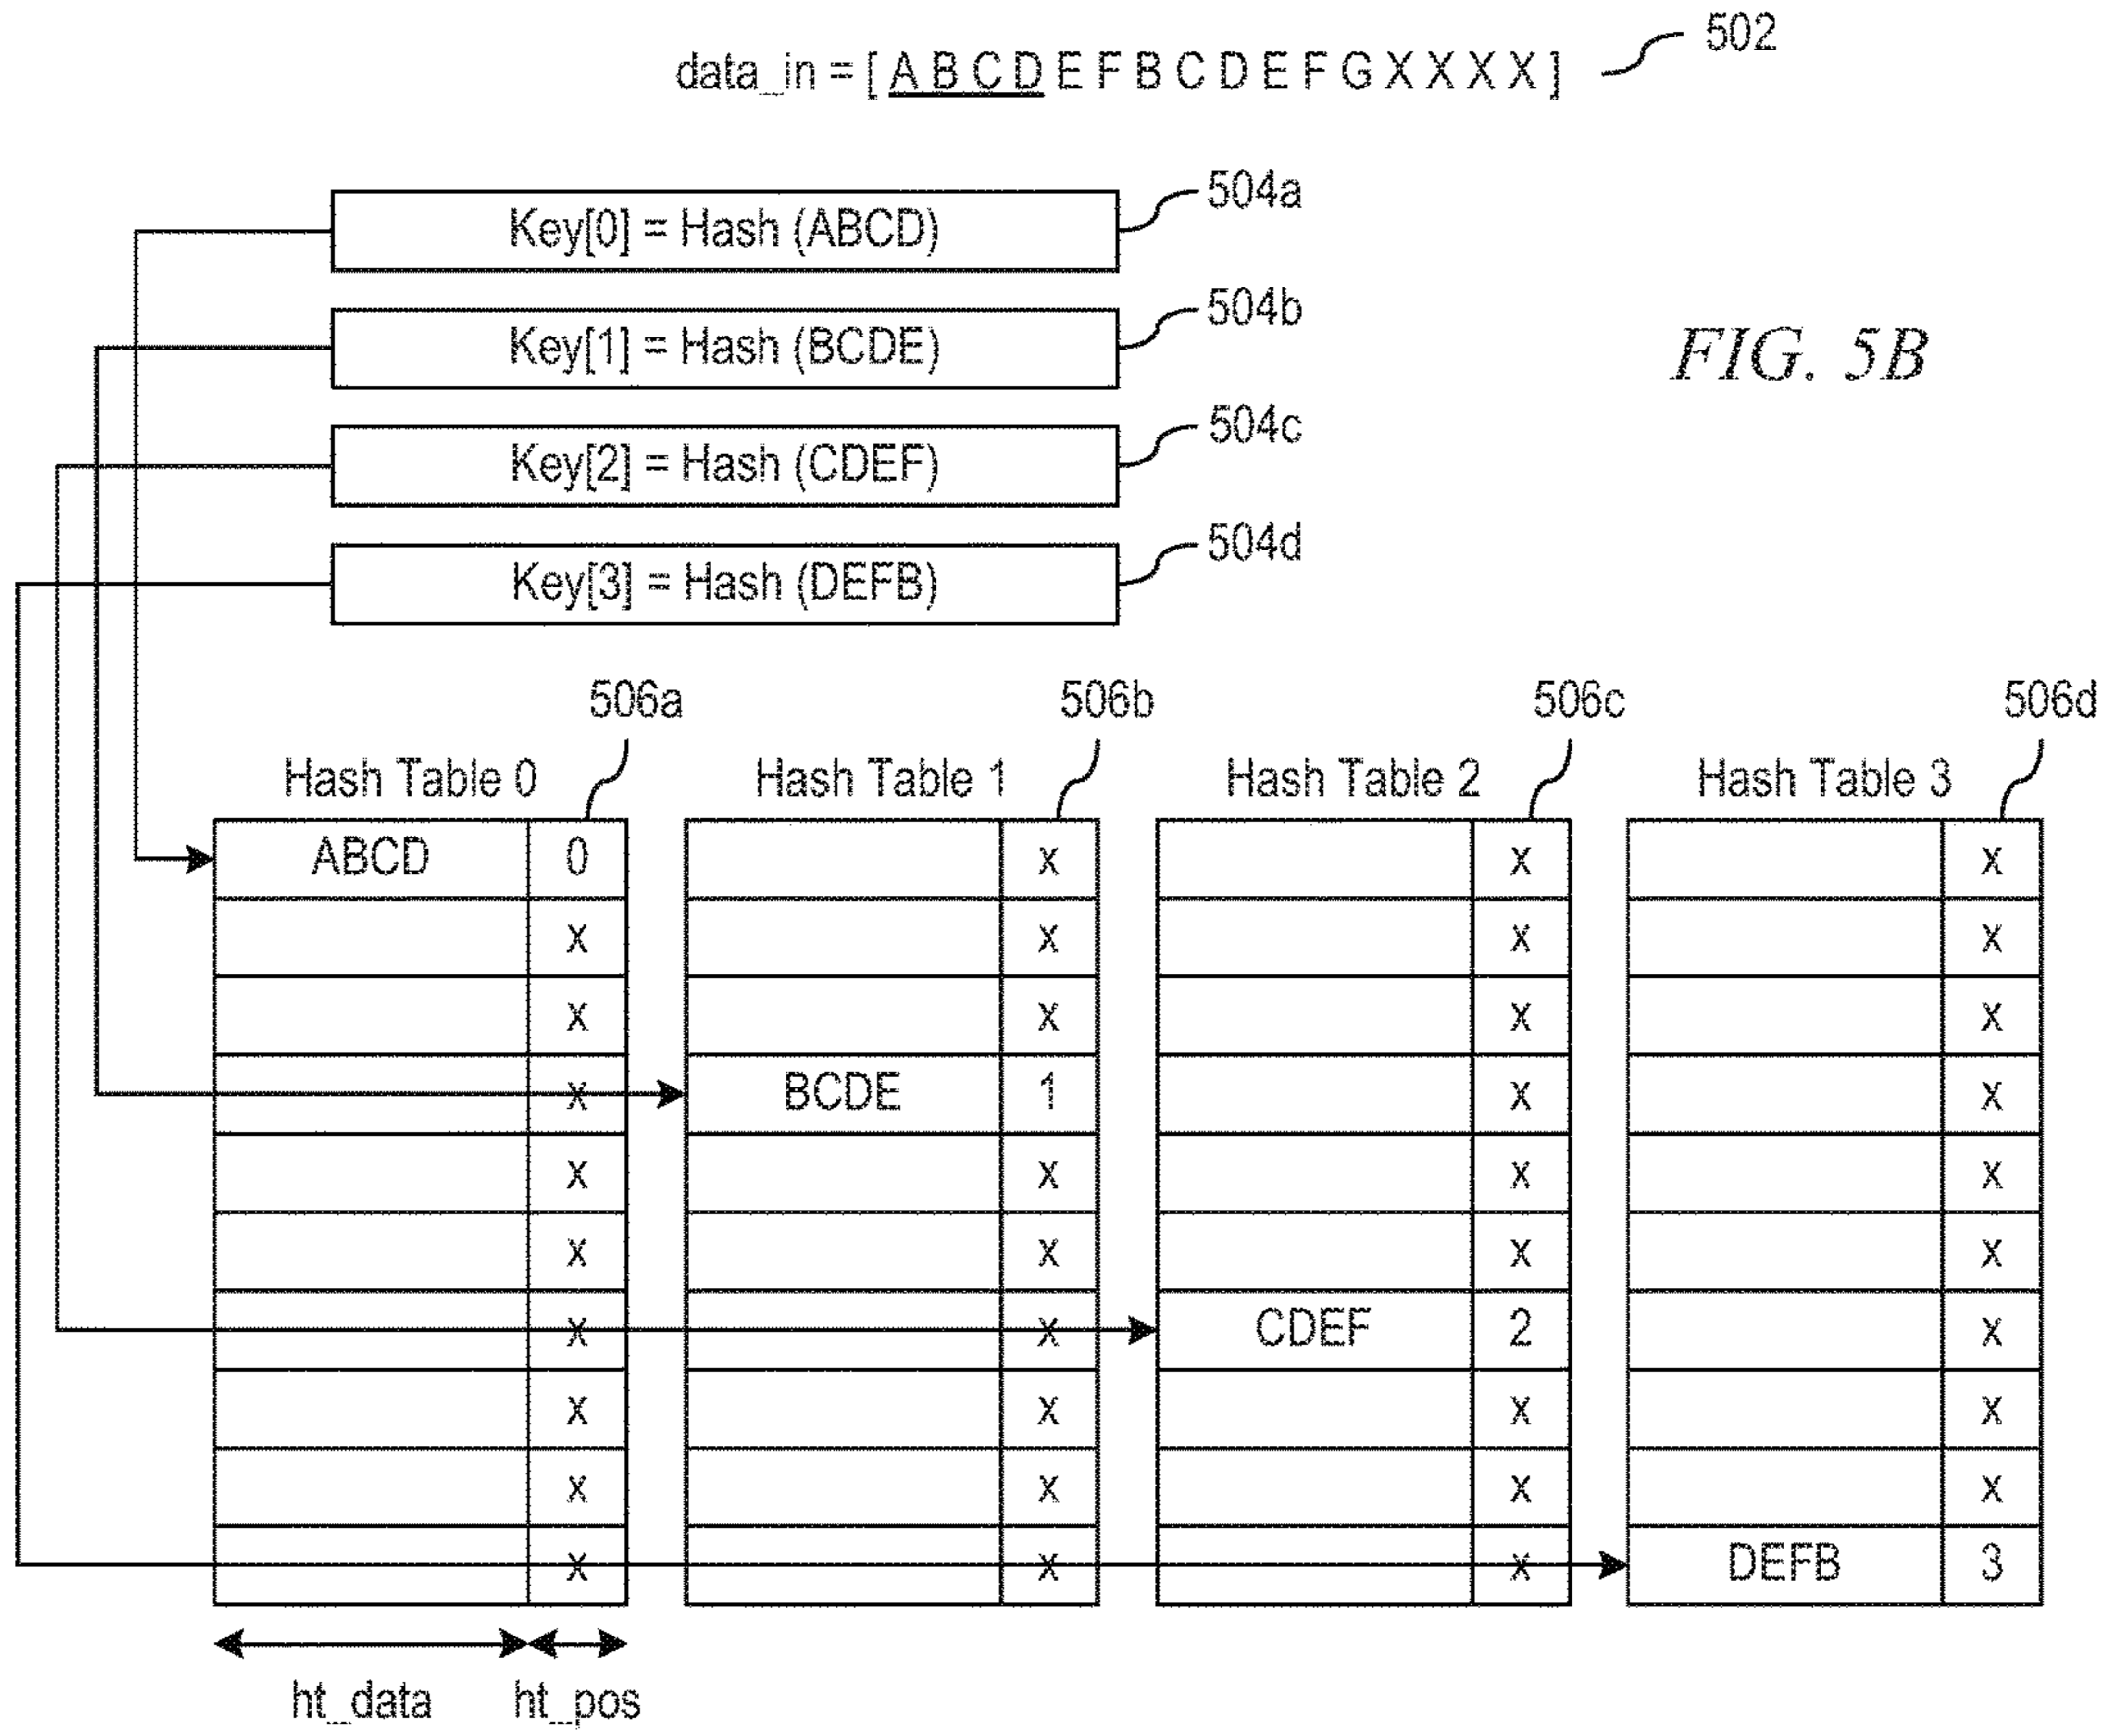 502
data_in = [ A B C D E F B C D E F G X X X X ]
504a
Key[0] = Hash (ABCD)
504b
Key[1] = Hash (BCDE)
FIG. 5B
504c
Key[2] = Hash (CDEF)
504d
Key[3] = Hash (DEFB)
506a 506b 506c 506d
Hash Table 0 Hash Table 1 Hash Table 2 Hash Table 3
ABCD 0 x x x
x x x x
x x x x
x BCDE 1 x x
x x x x
x x x x
x x CDEF 2 x
x x x x
x x x x
x x x DEFB 3
ht_data ht_pos